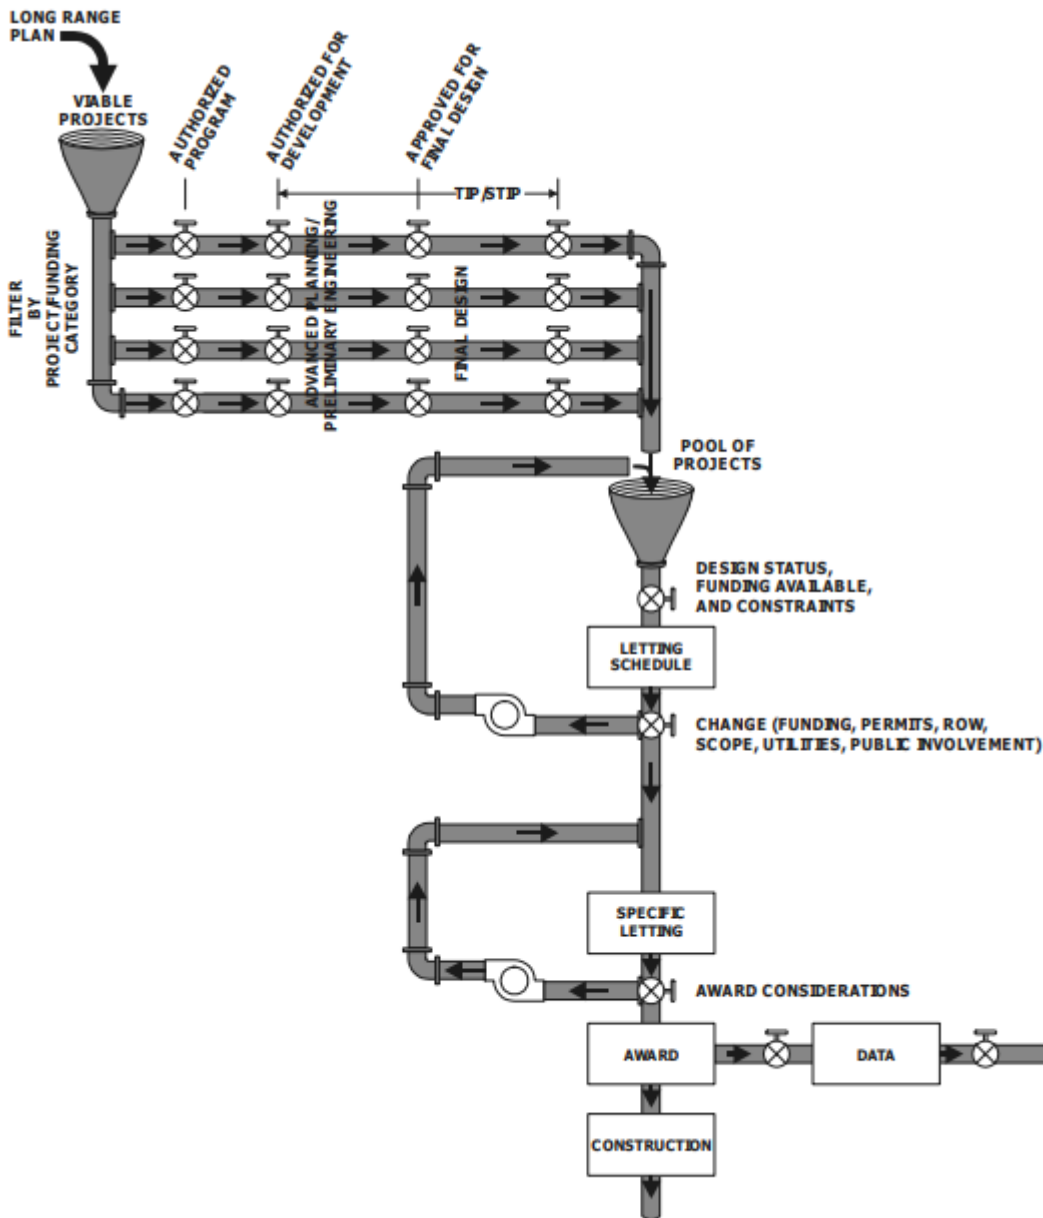 LONG RANGE
PLAN
VIABLE
PROJECTS
AUTHORIZED
PROGRAM
AUTHORIZED FOR
DEVELOPMENT
APPROVED FOR
FINAL DESIGN
TIP/STIP
FILTER
BY
PROJECT/FUNDING
CATEGORY
ADVANCED PLANNING/
PRELIMINARY ENGINEERING
FINAL DESIGN
POOL OF
PROJECTS
DESIGN STATUS,
FUNDING AVAILABLE,
AND CONSTRAINTS
LETTING
SCHEDULE
CHANGE (FUNDING, PERMITS, ROW,
SCOPE, UTILITIES, PUBLIC INVOLVEMENT)
SPECIFIC
LETTING
AWARD CONSIDERATIONS
AWARD
DATA
CONSTRUCTION